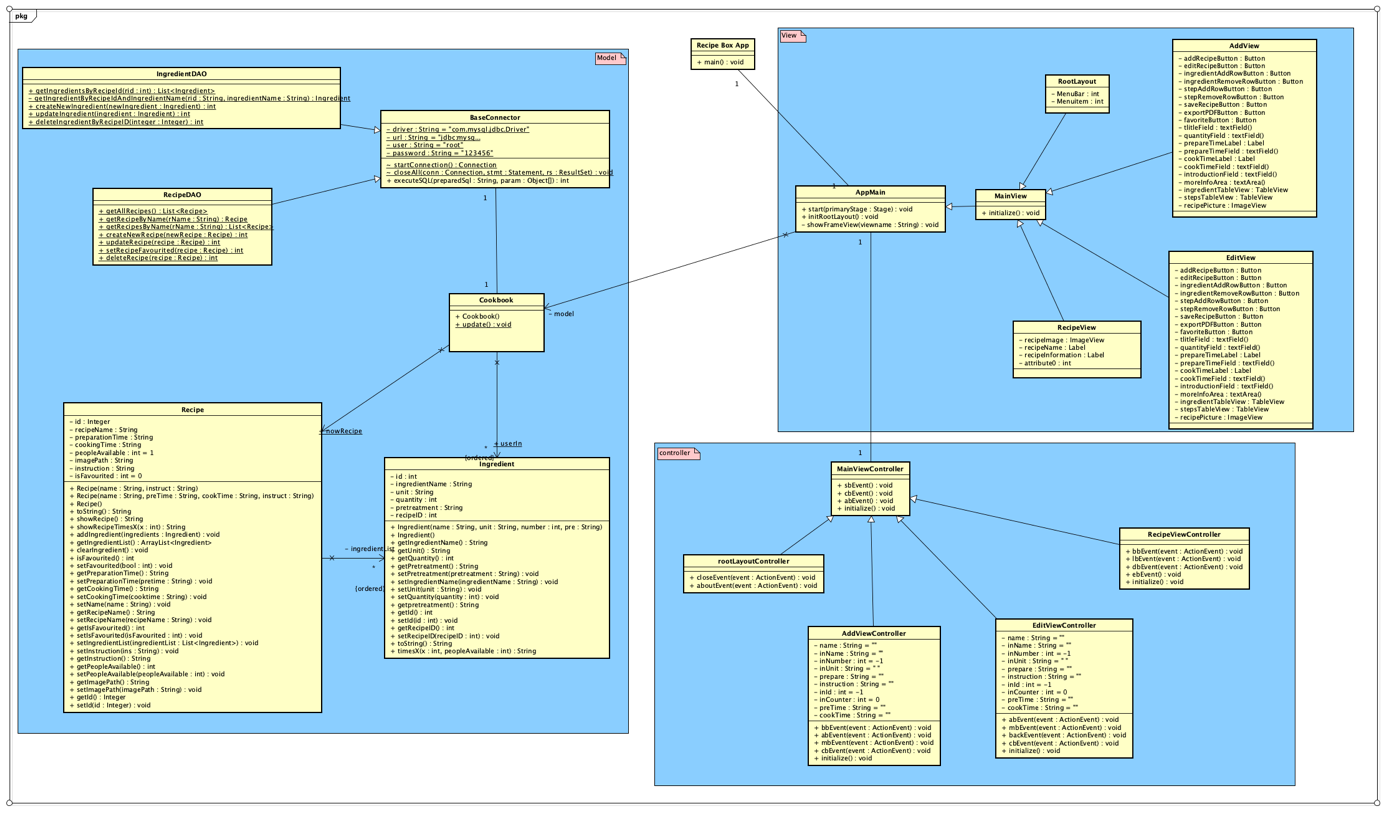 pkg
Model
IngredientDAO
+ getIngredientsByRecipeId(rid : int) : List<Ingredient>
- getIngredientByRecipeIdAndIngredientName(rid : String, ingredientName : String) : Ingredient
+ createNewIngredient(newIngredient : Ingredient) : int
+ updateIngredient(ingredient : Ingredient) : int
+ deleteIngredientByRecipeID(integer : Integer) : int
BaseConnector
- driver : String = "com.mysql.jdbc.Driver"
- url : String = "jdbc:mysq...
- user : String = "root"
- password : String = "123456"
- startConnection() : Connection
- closeAll(conn : Connection, stmt : Statement, rs : ResultSet) : void
+ executeSQL(preparedSql : String, param : Object[]) : int
RecipeDAO
+ getAllRecipes() : List<Recipe>
+ getRecipeByName(rName : String) : Recipe
+ getRecipesByName(rName : String) : List<Recipe>
+ createNewRecipe(newRecipe : Recipe) : int
+ updateRecipe(recipe : Recipe) : int
+ setRecipeFavourited(recipe : Recipe) : int
+ deleteRecipe(recipe : Recipe) : int
1
1
Cookbook
+ Cookbook()
+ update() : void
- model
+ nowRecipe
+ userIn
*
{ordered}
Recipe
- id : Integer
- recipeName : String
- preparationTime : String
- cookingTime : String
- peopleAvailable : int = 1
- imagePath : String
- instruction : String
- isFavourited : int = 0
+ Recipe(name : String, instruct : String)
+ Recipe(name : String, preTime : String, cookTime : String, instruct : String)
+ Recipe()
+ toString() : String
+ showRecipe() : String
+ showRecipeTimesX(x : int) : String
+ addIngredient(ingredients : Ingredient) : void
+ getIngredientList() : ArrayList<Ingredient>
+ clearIngredient() : void
+ isFavourited() : int
+ setFavourited(bool : int) : void
+ getPreparationTime() : String
+ setPreparationTime(pretime : String) : void
+ getCookingTime() : String
+ setCookingTime(cooktime : String) : void
+ setName(name : String) : void
+ getRecipeName() : String
+ setRecipeName(recipeName : String) : void
+ getIsFavourited() : int
+ setIsFavourited(isFavourited : int) : void
+ setIngredientList(ingredientList : List<Ingredient>) : void
+ setInstruction(ins : String) : void
+ getInstruction() : String
+ getPeopleAvailable() : int
+ setPeopleAvailable(peopleAvailable : int) : void
+ getImagePath() : String
+ setImagePath(imagePath : String) : void
+ getId() : Integer
+ setId(id : Integer) : void
- ingredientList
*
{ordered}
Ingredient
- id : int
- ingredientName : String
- unit : String
- quantity : int
- pretreatment : String
- recipeID : int
+ Ingredient(name : String, unit : String, number : int, pre : String)
+ Ingredient()
+ getIngredientName() : String
+ getUnit() : String
+ getQuantity() : int
+ getPretreatment() : String
+ setPretreatment(pretreatment : String) : void
+ setIngredientName(ingredientName : String) : void
+ setUnit(unit : String) : void
+ setQuantity(quantity : int) : void
+ getpretreatment() : String
+ getId() : int
+ setId(id : int) : void
+ getRecipeID() : int
+ setRecipeID(recipeID : int) : void
+ toString() : String
+ timesX(x : int, peopleAvailable : int) : String
Recipe Box App
+ main() : void
1
1
View
AppMain
+ start(primaryStage : Stage) : void
+ initRootLayout() : void
- showFrameView(viewname : String) : void
1
RootLayout
- MenuBar : int
- MenuItem : int
MainView
+ initialize() : void
AddView
- addRecipeButton : Button
- editRecipeButton : Button
- ingredientAddRowButton : Button
- ingredientRemoveRowButton : Button
- stepAddRowButton : Button
- stepRemoveRowButton : Button
- saveRecipeButton : Button
- exportPDFButton : Button
- favoriteButton : Button
- tlitleField : textField()
- quantityField : textField()
- prepareTimeLabel : Label
- prepareTimeField : textField()
- cookTimeLabel : Label
- cookTimeField : textField()
- introductionField : textField()
- moreInfoArea : textArea()
- ingredientTableView : TableView
- stepsTableView : TableView
- recipePicture : ImageView
EditView
- addRecipeButton : Button
- editRecipeButton : Button
- ingredientAddRowButton : Button
- ingredientRemoveRowButton : Button
- stepAddRowButton : Button
- stepRemoveRowButton : Button
- saveRecipeButton : Button
- exportPDFButton : Button
- favoriteButton : Button
- tlitleField : textField()
- quantityField : textField()
- prepareTimeLabel : Label
- prepareTimeField : textField()
- cookTimeLabel : Label
- cookTimeField : textField()
- introductionField : textField()
- moreInfoArea : textArea()
- ingredientTableView : TableView
- stepsTableView : TableView
- recipePicture : ImageView
RecipeView
- recipeImage : ImageView
- recipeName : Label
- recipeInformation : Label
- attribute0 : int
controller
1
MainViewController
+ sbEvent() : void
+ cbEvent() : void
+ abEvent() : void
+ initialize() : void
rootLayoutController
+ closeEvent(event : ActionEvent) : void
+ aboutEvent(event : ActionEvent) : void
RecipeViewController
+ bbEvent(event : ActionEvent) : void
+ lbEvent(event : ActionEvent) : void
+ dbEvent(event : ActionEvent) : void
+ ebEvent() : void
+ initialize() : void
AddViewController
- name : String = ""
- inName : String = ""
- inNumber : int = -1
- inUnit : String = " "
- prepare : String = ""
- instruction : String = ""
- inId : int = -1
- inCounter : int = 0
- preTime : String = ""
- cookTime : String = ""
+ bbEvent(event : ActionEvent) : void
+ abEvent(event : ActionEvent) : void
+ mbEvent(event : ActionEvent) : void
+ cbEvent(event : ActionEvent) : void
+ initialize() : void
EditViewController
- name : String = ""
- inName : String = ""
- inNumber : int = -1
- inUnit : String = " "
- prepare : String = ""
- instruction : String = ""
- inId : int = -1
- inCounter : int = 0
- preTime : String = ""
- cookTime : String = ""
+ abEvent(event : ActionEvent) : void
+ mbEvent(event : ActionEvent) : void
+ backEvent(event : ActionEvent) : void
+ cbEvent(event : ActionEvent) : void
+ initialize() : void